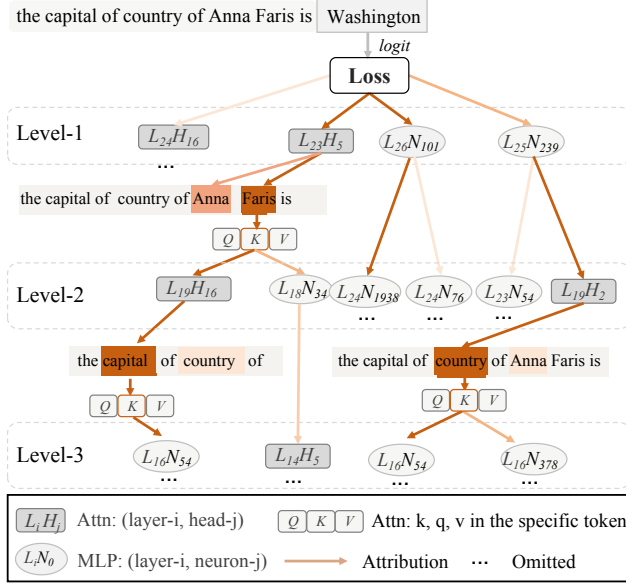 the capital of country of Anna Faris is Washington
logit
Loss
Level-1
L24H16
L23H5
L26N101
L25N239
...
the capital of country of Anna Faris is
Q K V
Level-2
L19H16
L18N34
L24N1938
L24N76
L23N54
L19H2
... ... ...
the capital of country of
the capital of country of Anna Faris is
Q K V
Q K V
Level-3
L16N54
L14H5
L16N54
L16N378
... ... ... ...
LiHj Attn: (layer-i, head-j)
Q K V Attn: k, q, v in the specific token
LiN0 MLP: (layer-i, neuron-j)
Attribution
... Omitted